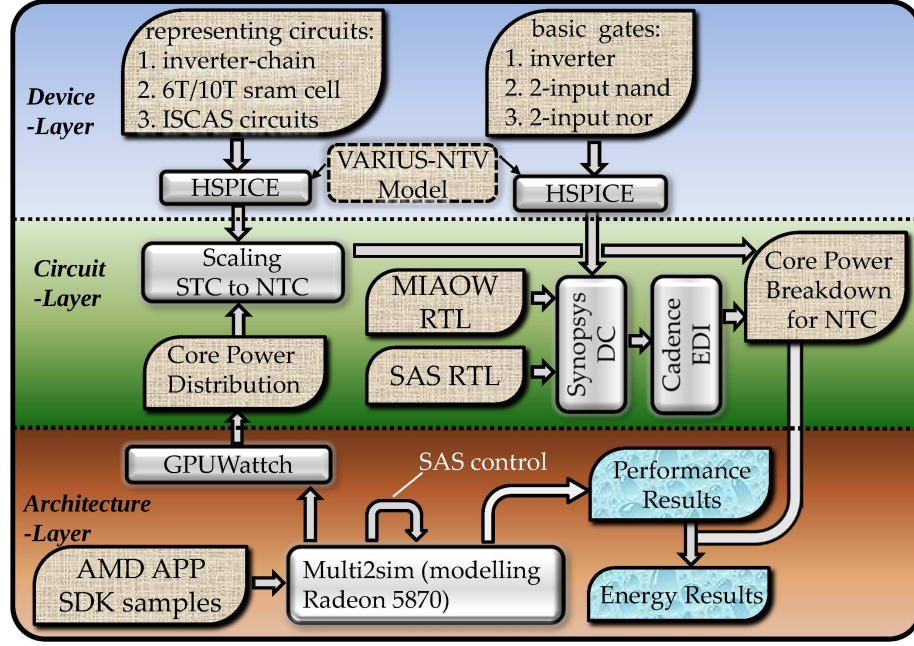 representing circuits:
1. inverter-chain
2. 6T/10T sram cell
3. ISCAS circuits
basic gates:
1. inverter
2. 2-input nand
3. 2-input nor
Device
-Layer
VARIUS-NTV
Model
HSPICE
HSPICE
Circuit
-Layer
Scaling
STC to NTC
MIAOW
RTL
SAS RTL
Synopsys
DC
Cadence
EDI
Core Power
Breakdown
for NTC
Core Power
Distribution
GPUWattch
SAS control
Performance
Results
Architecture
-Layer
AMD APP
SDK samples
Multi2sim (modelling
Radeon 5870)
Energy Results